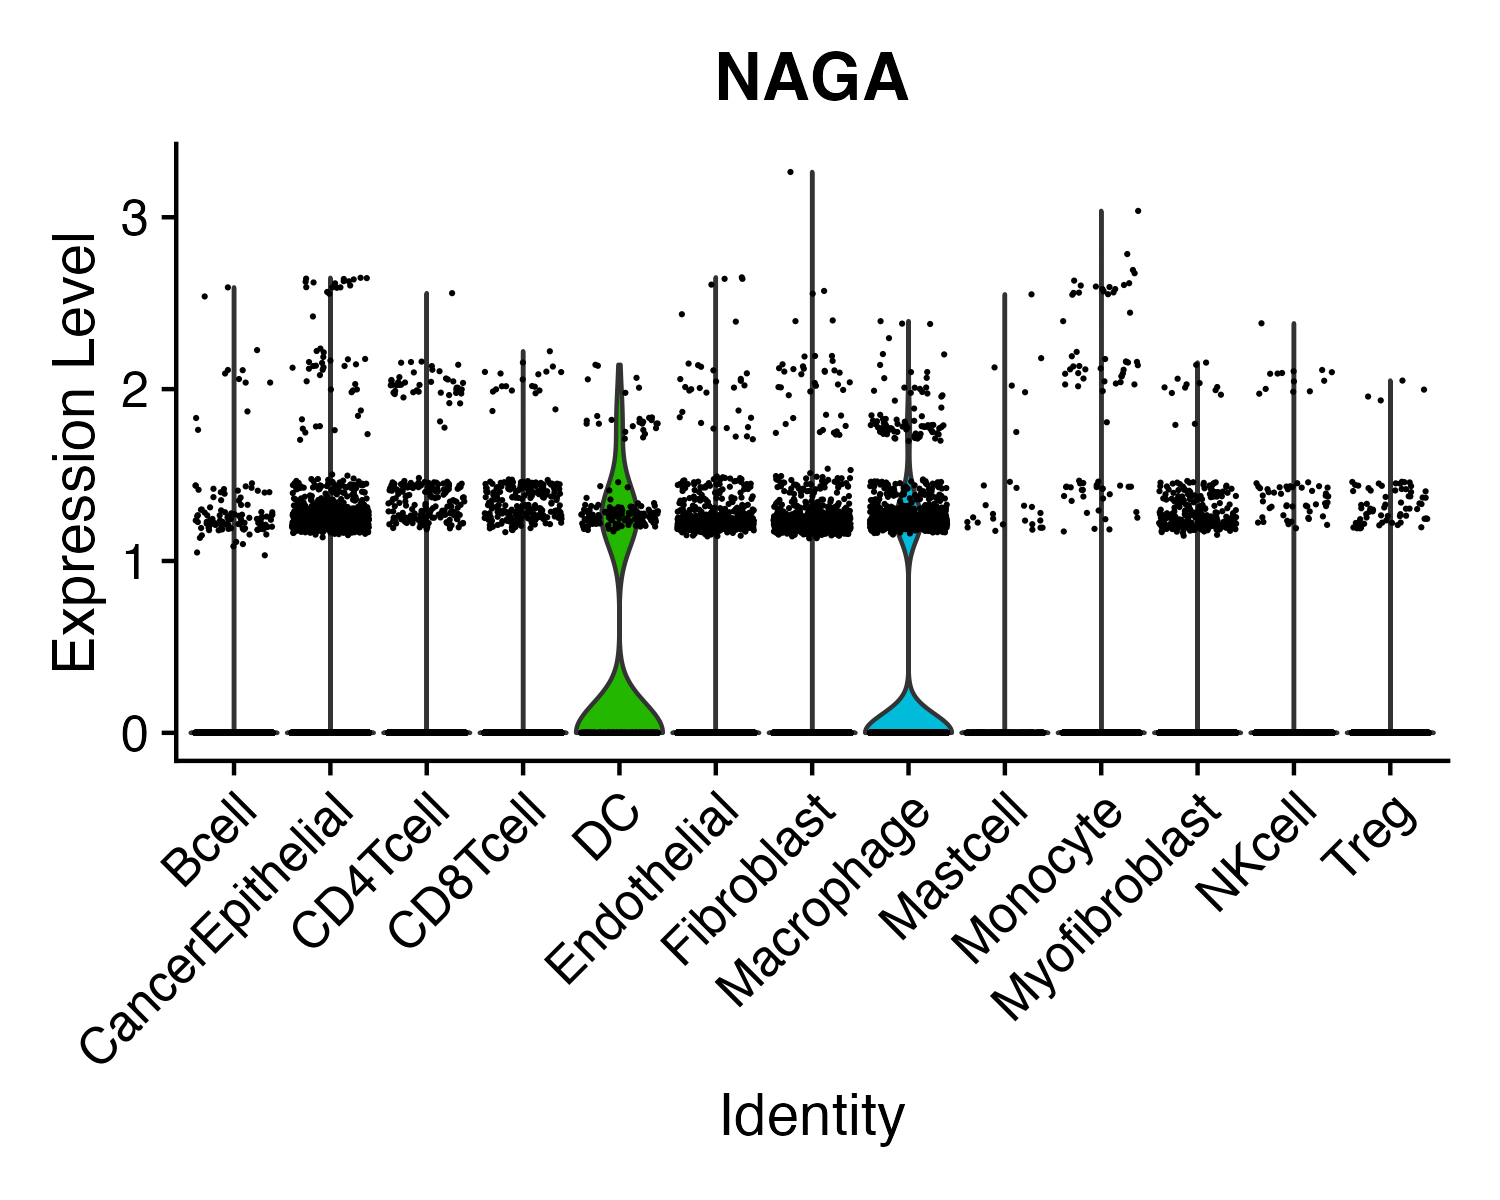 NAGA
Expression Level
3
2
1
0
Bcell
CancerEpithelial
CD4Tcell
CD8Tcell
DC
Endothelial
Fibroblast
Macrophage
Mastcell
Monocyte
Myofibroblast
NKcell
Treg
Identity